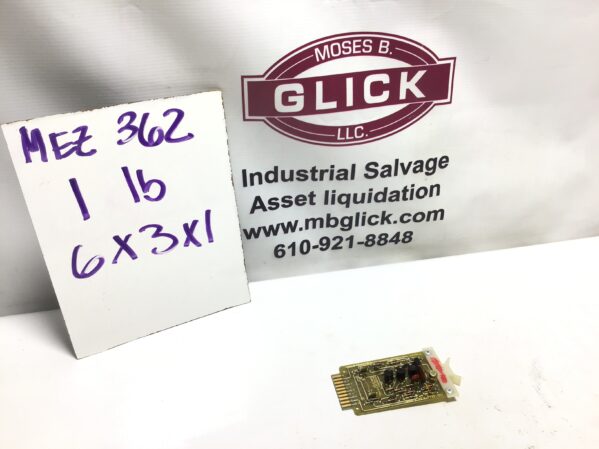 MEZ 362
1 lb
6x3x1
MOSES B.
GLICK
LLC.
Industrial Salvage
Asset liquidation
www.mbglick.com
610-921-8848